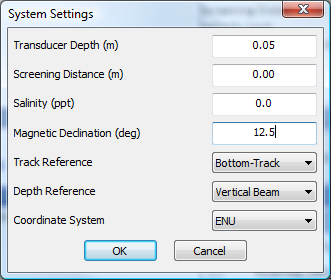 System Settings
Transducer Depth (m) 0.05
Screening Distance (m) 0.00
Salinity (ppt) 0.0
Magnetic Declination (deg) 12.5
Track Reference Bottom-Track
Depth Reference Vertical Beam
Coordinate System ENU
OK Cancel